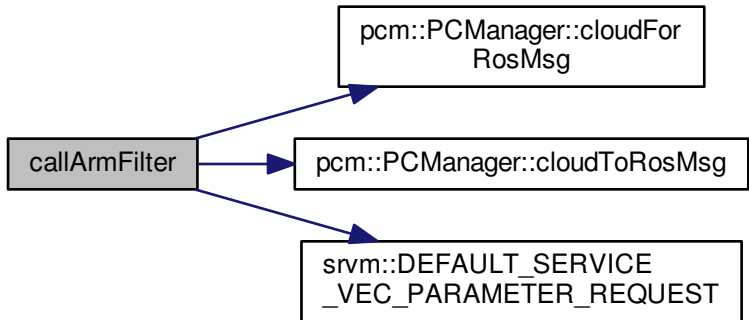 pcm::PCManager::cloudFor
RosMsg
callArmFilter
pcm::PCManager::cloudToRosMsg
srvm::DEFAULT_SERVICE
_VEC_PARAMETER_REQUEST